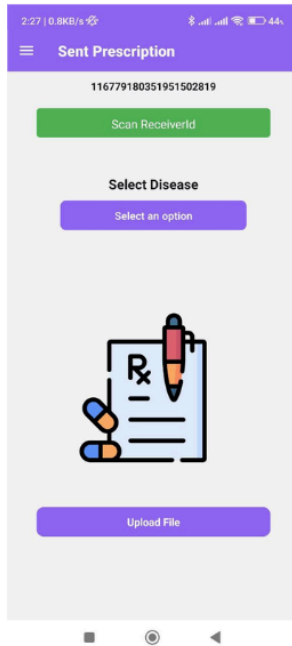 2:27 | 0.8KB/s
44%
Sent Prescription
116779180351951502819
Scan ReceiverId
Select Disease
Select an option
Rx
Upload File